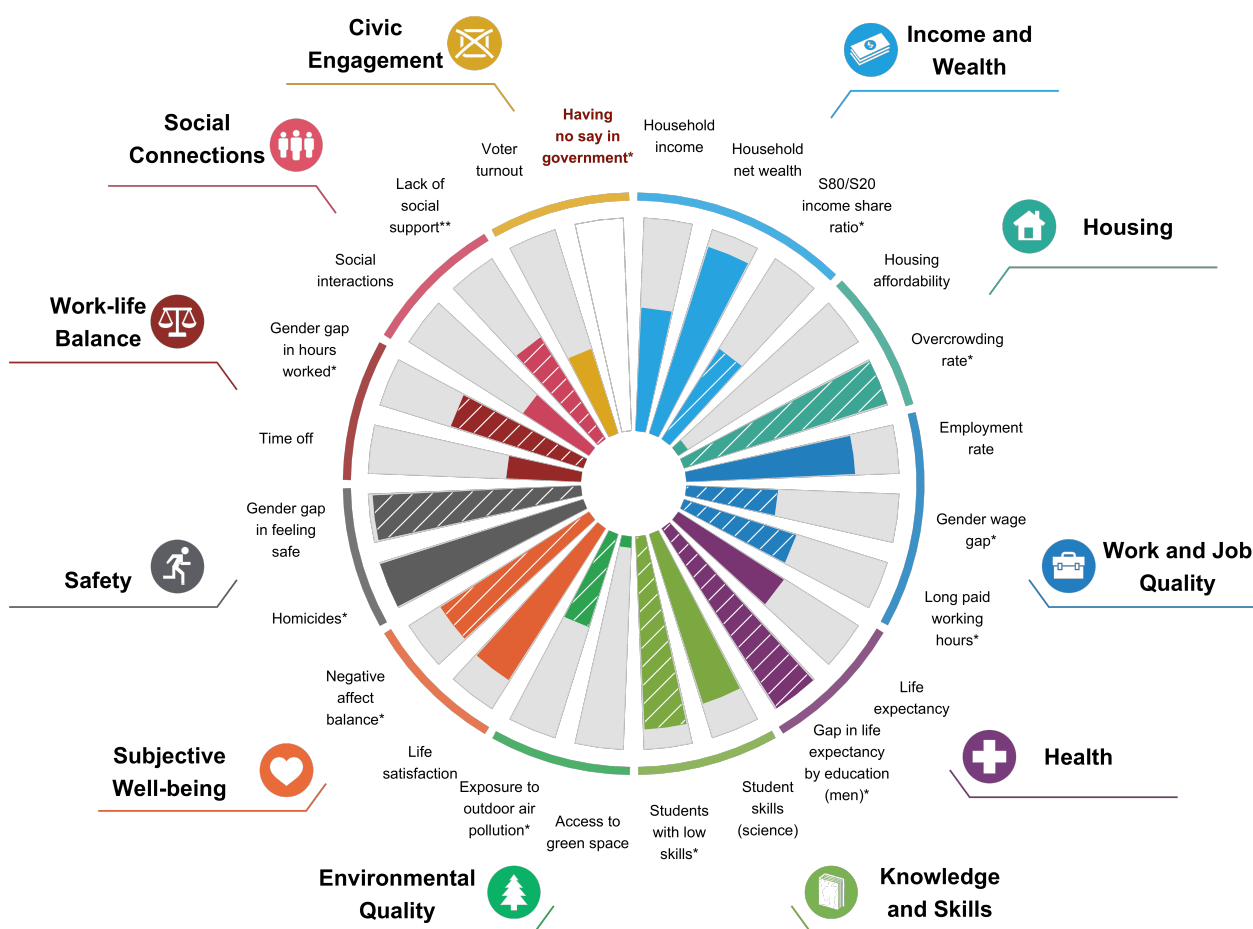 Civic
Engagement
Income and
Wealth
Social
Connections
Having
no say in
government*
Household
income
Voter
turnout
Household
net wealth
Lack of
social
support**
S80/S20
income share
ratio*
Housing
Social
interactions
Housing
affordability
Work-life
Balance
Gender gap
in hours
worked*
Overcrowding
rate*
Time off
Employment
rate
Gender gap
in feeling
safe
Gender wage
gap*
Safety
Work and Job
Quality
Homicides*
Long paid
working
hours*
Negative
affect
balance*
Life
expectancy
Subjective
Well-being
Life
satisfaction
Gap in life
expectancy
by education
(men)*
Health
Exposure to
outdoor air
pollution*
Access to
green space
Students
with low
skills*
Student
skills
(science)
Environmental
Quality
Knowledge
and Skills